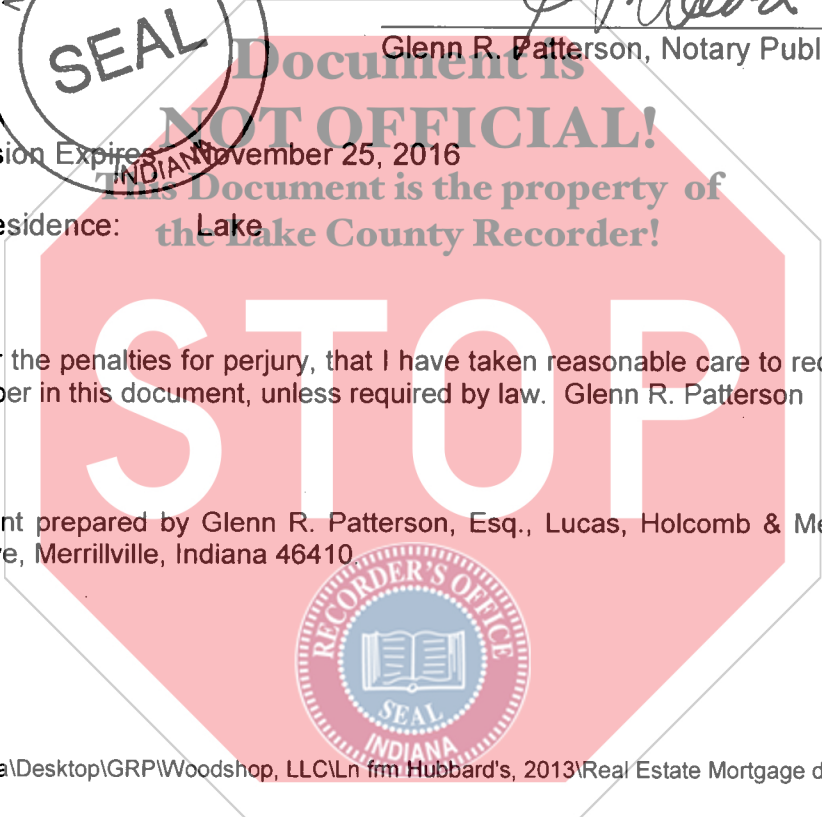 SEAL
INDIANA
Glenn R. Patterson, Notary Publ
Document is
NOT OFFICIAL!
sion Expires: November 25, 2016
This Document is the property of
esidence: Lake
the Lake County Recorder!
STOP
the penalties for perjury, that I have taken reasonable care to red
ber in this document, unless required by law. Glenn R. Patterson
nt prepared by Glenn R. Patterson, Esq., Lucas, Holcomb & Me
e, Merrillville, Indiana 46410
RECORDER'S OFFICE
SEAL
INDIANA
a\Desktop\GRP\Woodshop, LLC\Ln frm Hubbard's, 2013\Real Estate Mortgage d